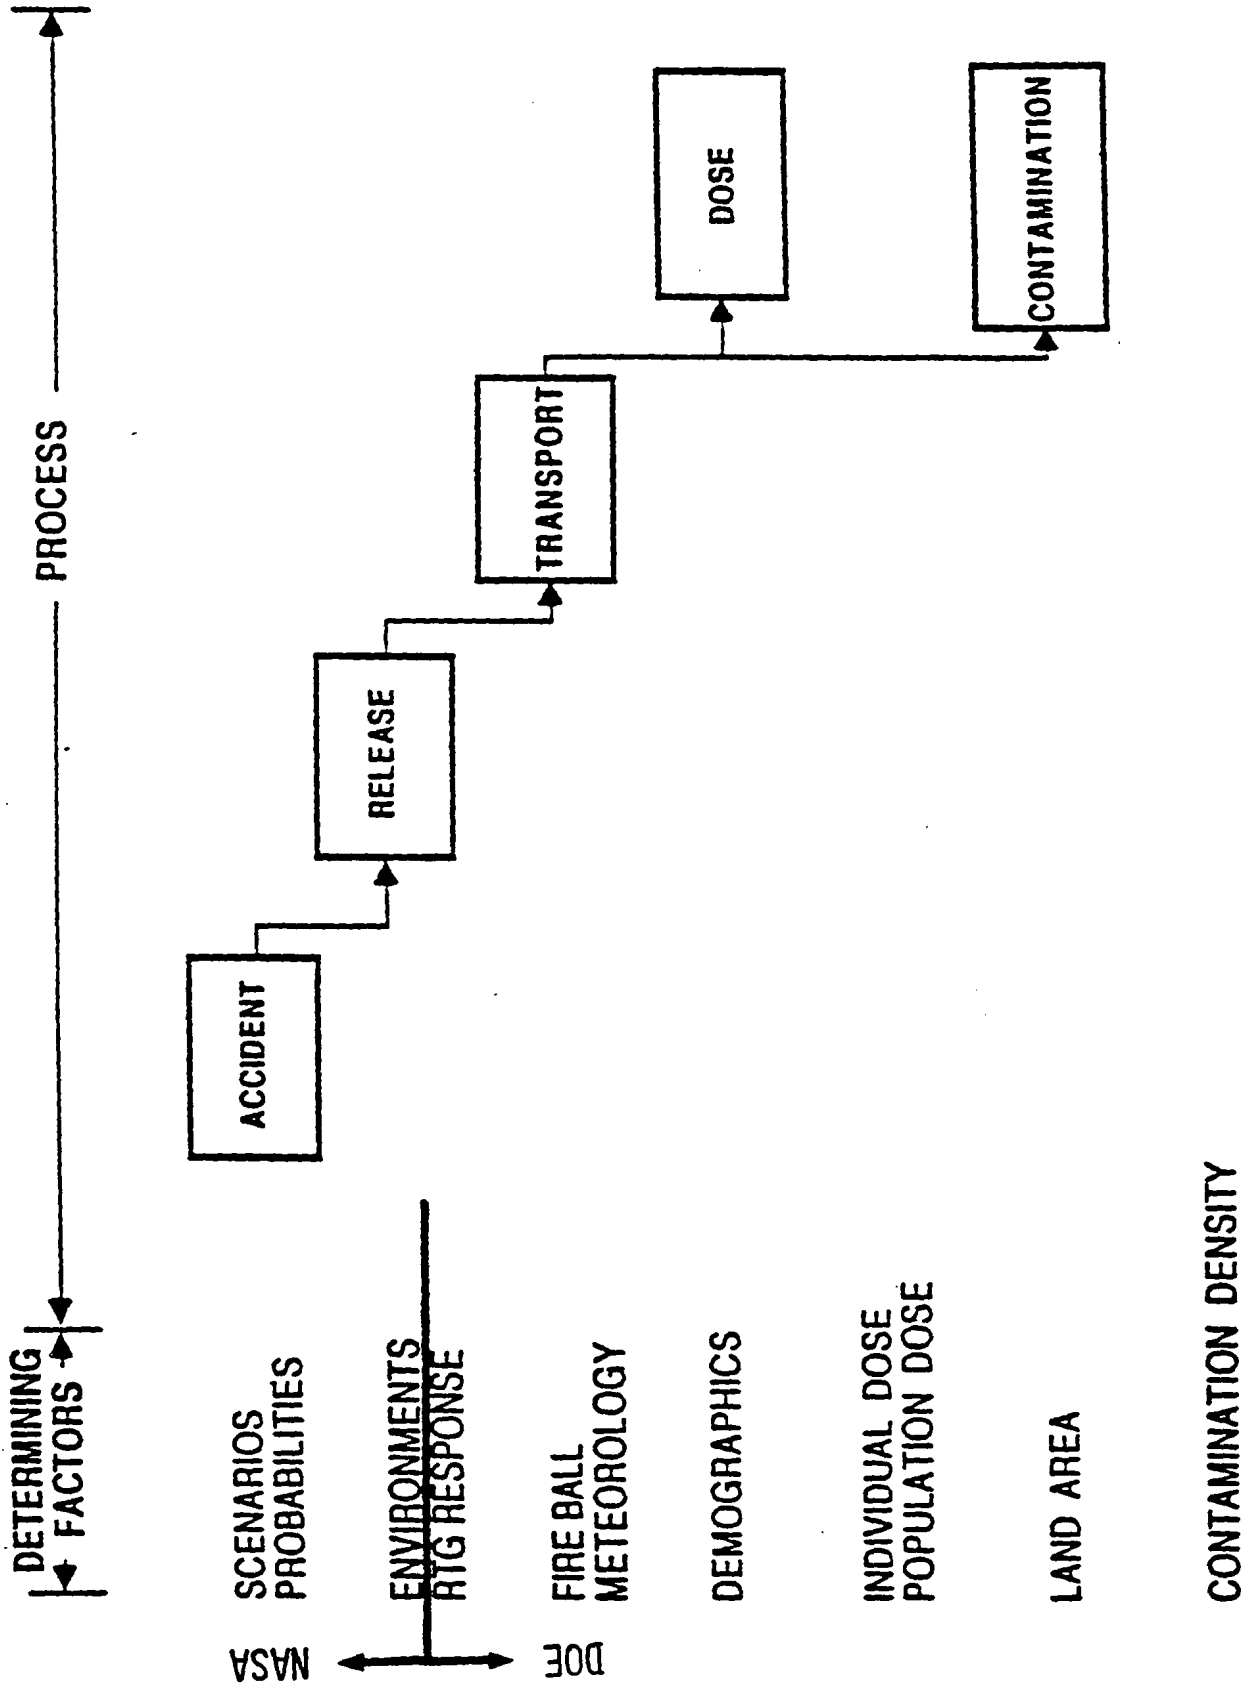 DETERMINING
FACTORS
PROCESS
NASA
DOE
SCENARIOS
PROBABILITIES
ACCIDENT
ENVIRONMENTS
RTG RESPONSE
RELEASE
FIRE BALL
METEOROLOGY
TRANSPORT
DEMOGRAPHICS
DOSE
INDIVIDUAL DOSE
POPULATION DOSE
LAND AREA
CONTAMINATION
CONTAMINATION DENSITY